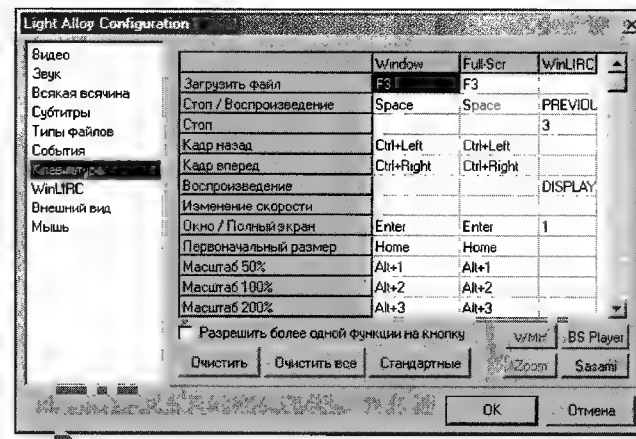 Light Alloy Configuration
Видео
Звук
Всякая всячина
Субтитры
Типы файлов
События
Клавиатура
WinLIRC
Внешний вид
Мышь
Window Full-Scr WinLIRC
Загрузить файл F3 F3
Стоп / Воспроизведение Space Space PREVIOU
Стоп 3
Кадр назад Ctrl+Left Ctrl+Left
Кадр вперед Ctrl+Right Ctrl+Right
Воспроизведение DISPLAY
Изменение скорости
Окно / Полный экран Enter Enter 1
Первоначальный размер Home Home
Масштаб 50% Alt+1 Alt+1
Масштаб 100% Alt+2 Alt+2
Масштаб 200% Alt+3 Alt+3
Разрешить более одной функции на кнопку
WMP BS Player
Очистить Очистить все Стандартные Zoom Sasami
OK Отмена